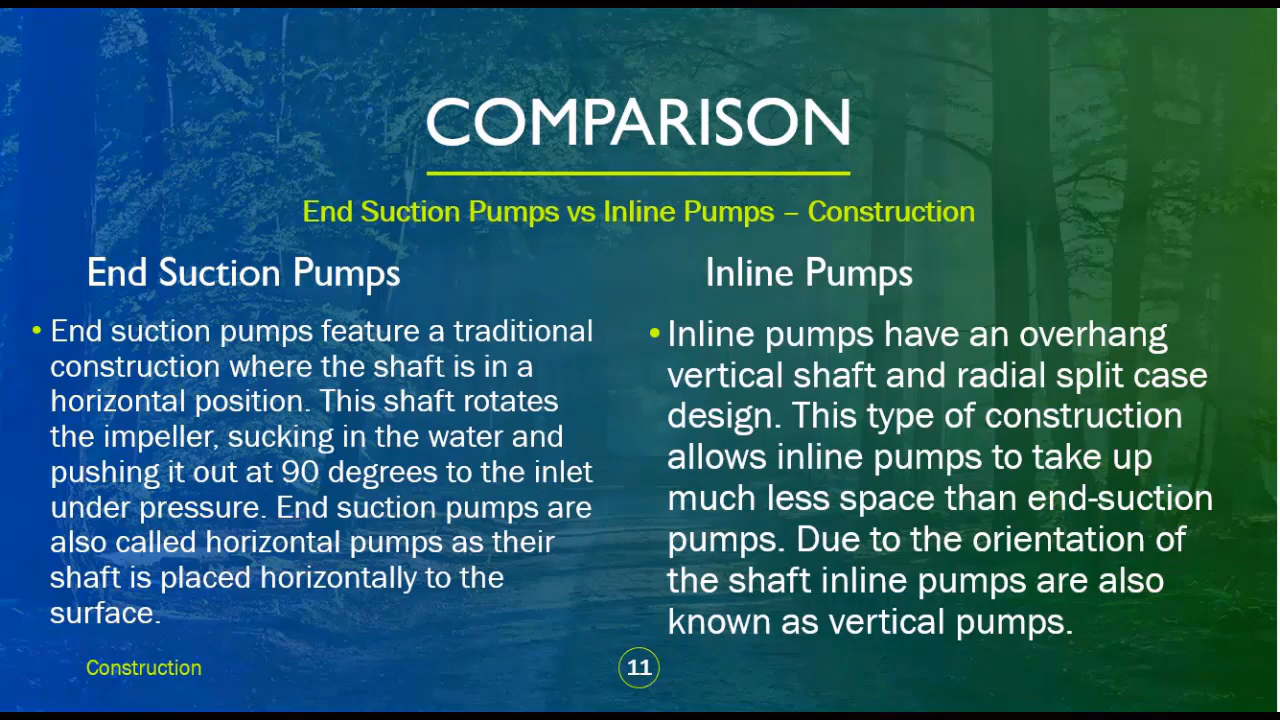 COMPARISON
End Suction Pumps vs Inline Pumps – Construction
End Suction Pumps
• End suction pumps feature a traditional
construction where the shaft is in a
horizontal position. This shaft rotates
the impeller, sucking in the water and
pushing it out at 90 degrees to the inlet
under pressure. End suction pumps are
also called horizontal pumps as their
shaft is placed horizontally to the
surface.
Inline Pumps
• Inline pumps have an overhang
vertical shaft and radial split case
design. This type of construction
allows inline pumps to take up
much less space than end-suction
pumps. Due to the orientation of
the shaft inline pumps are also
known as vertical pumps.
Construction
11